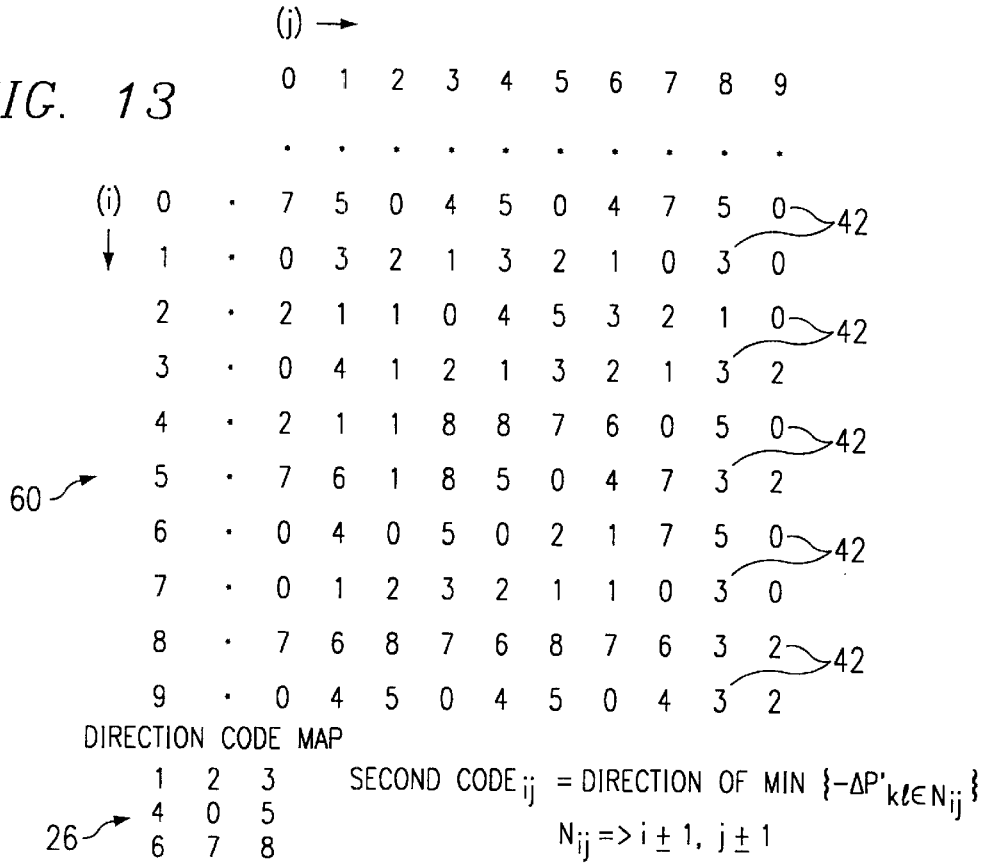 (j) →
IG. 13
0 1 2 3 4 5 6 7 8 9
. . . . . . . . . .
(i) 0 . 7 5 0 4 5 0 4 7 5 0 42
↓ 1 . 0 3 2 1 3 2 1 0 3 0
2 . 2 1 1 0 4 5 3 2 1 0 42
3 . 0 4 1 2 1 3 2 1 3 2
4 . 2 1 1 8 8 7 6 0 5 0 42
60 5 . 7 6 1 8 5 0 4 7 3 2
6 . 0 4 0 5 0 2 1 7 5 0 42
7 . 0 1 2 3 2 1 1 0 3 0
8 . 7 6 8 7 6 8 7 6 3 2 42
9 . 0 4 5 0 4 5 0 4 3 2
DIRECTION CODE MAP
1 2 3
26 4 0 5
6 7 8
SECOND CODE ij = DIRECTION OF MIN {-ΔP'kℓ∈Nij}
Nij => i ± 1, j ± 1